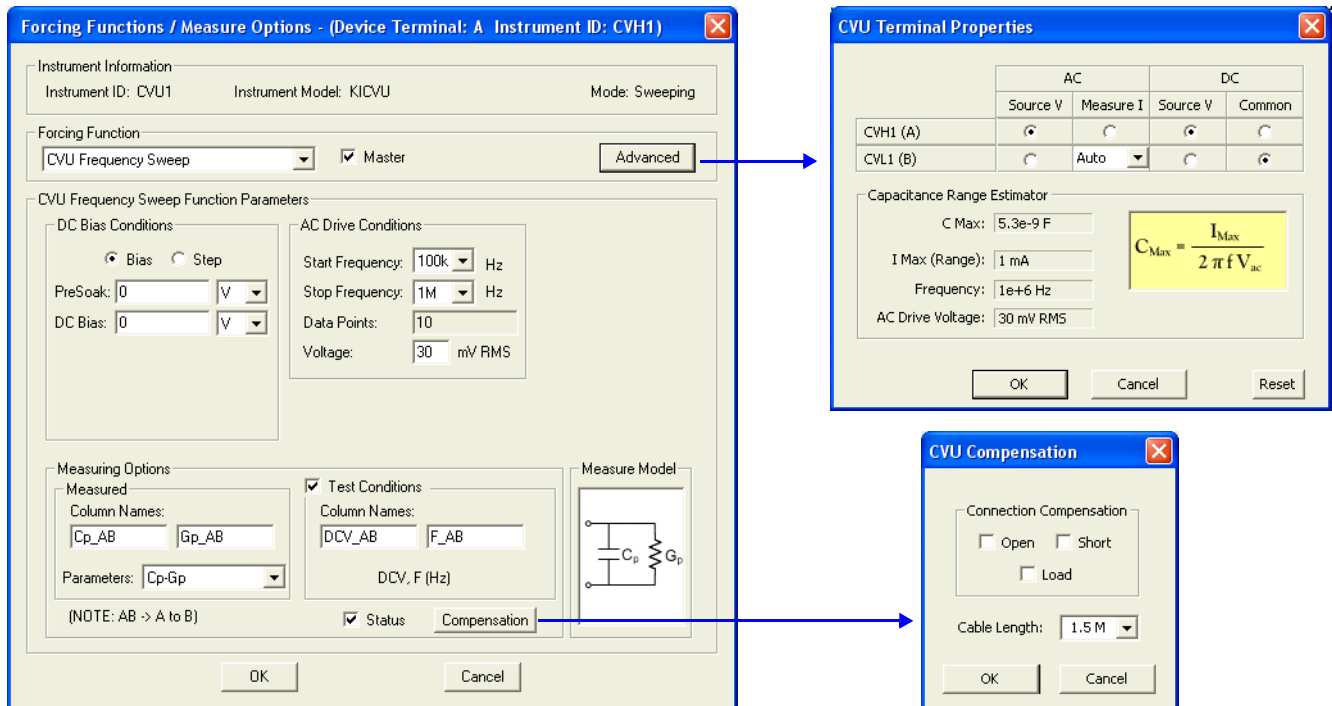 Forcing Functions / Measure Options - (Device Terminal: A Instrument ID: CVH1)
Instrument Information
Instrument ID: CVU1 Instrument Model: KICVU Mode: Sweeping
Forcing Function
CVU Frequency Sweep Master Advanced
CVU Frequency Sweep Function Parameters
DC Bias Conditions
Bias Step
PreSoak: 0 V
DC Bias: 0 V
AC Drive Conditions
Start Frequency: 100k Hz
Stop Frequency: 1M Hz
Data Points: 10
Voltage: 30 mV RMS
Measuring Options
Measured
Column Names:
Cp_AB Gp_AB
Parameters: Cp-Gp
(NOTE: AB -> A to B)
Test Conditions
Column Names:
DCV_AB F_AB
DCV, F (Hz)
Status Compensation
Measure Model
Cp Gp
OK Cancel
CVU Terminal Properties
AC DC
Source V Measure I Source V Common
CVH1 (A)
CVL1 (B) Auto
Capacitance Range Estimator
C Max: 5.3e-9 F
I Max (Range): 1 mA
Frequency: 1e+6 Hz
AC Drive Voltage: 30 mV RMS
C_Max = I_Max / 2 π f V_ac
OK Cancel Reset
CVU Compensation
Connection Compensation
Open Short
Load
Cable Length: 1.5 M
OK Cancel